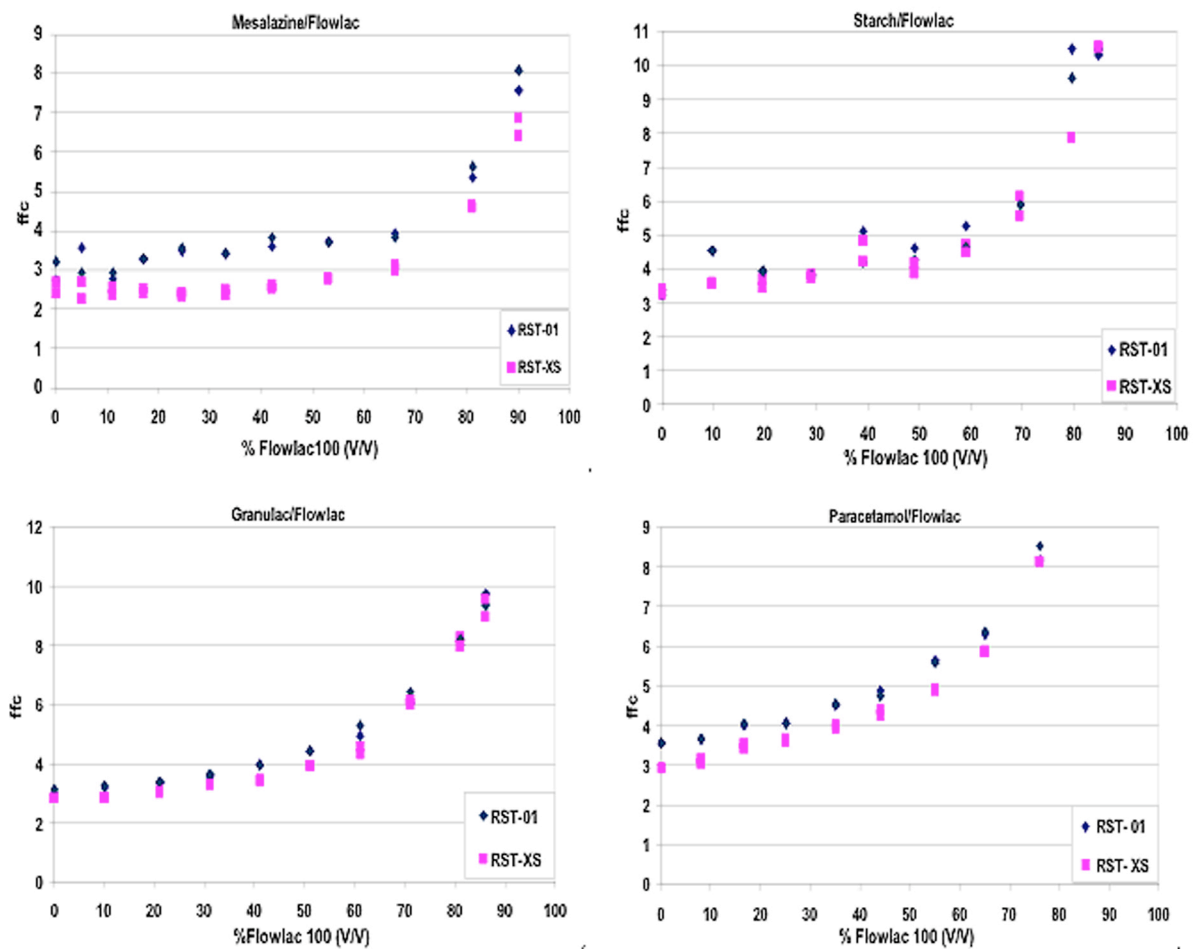 Mesalazine/Flowlac
9
8
7
6
5
4
3
2
1
0
ffc
0 10 20 30 40 50 60 70 80 90 100
% Flowlac100 (V/V)
RST-01
RST-XS
Starch/Flowlac
11
10
9
8
7
6
5
4
3
2
1
0
ffc
0 10 20 30 40 50 60 70 80 90 100
% Flowlac 100 (V/V)
RST-01
RST-XS
Granulac/Flowlac
12
10
8
6
4
2
0
ffc
0 10 20 30 40 50 60 70 80 90 100
%Flowlac 100 (V/V)
RST-01
RST-XS
Paracetamol/Flowlac
9
8
7
6
5
4
3
2
1
0
ffc
0 10 20 30 40 50 60 70 80 90 100
% Flowlac 100 (V/V)
RST- 01
RST- XS